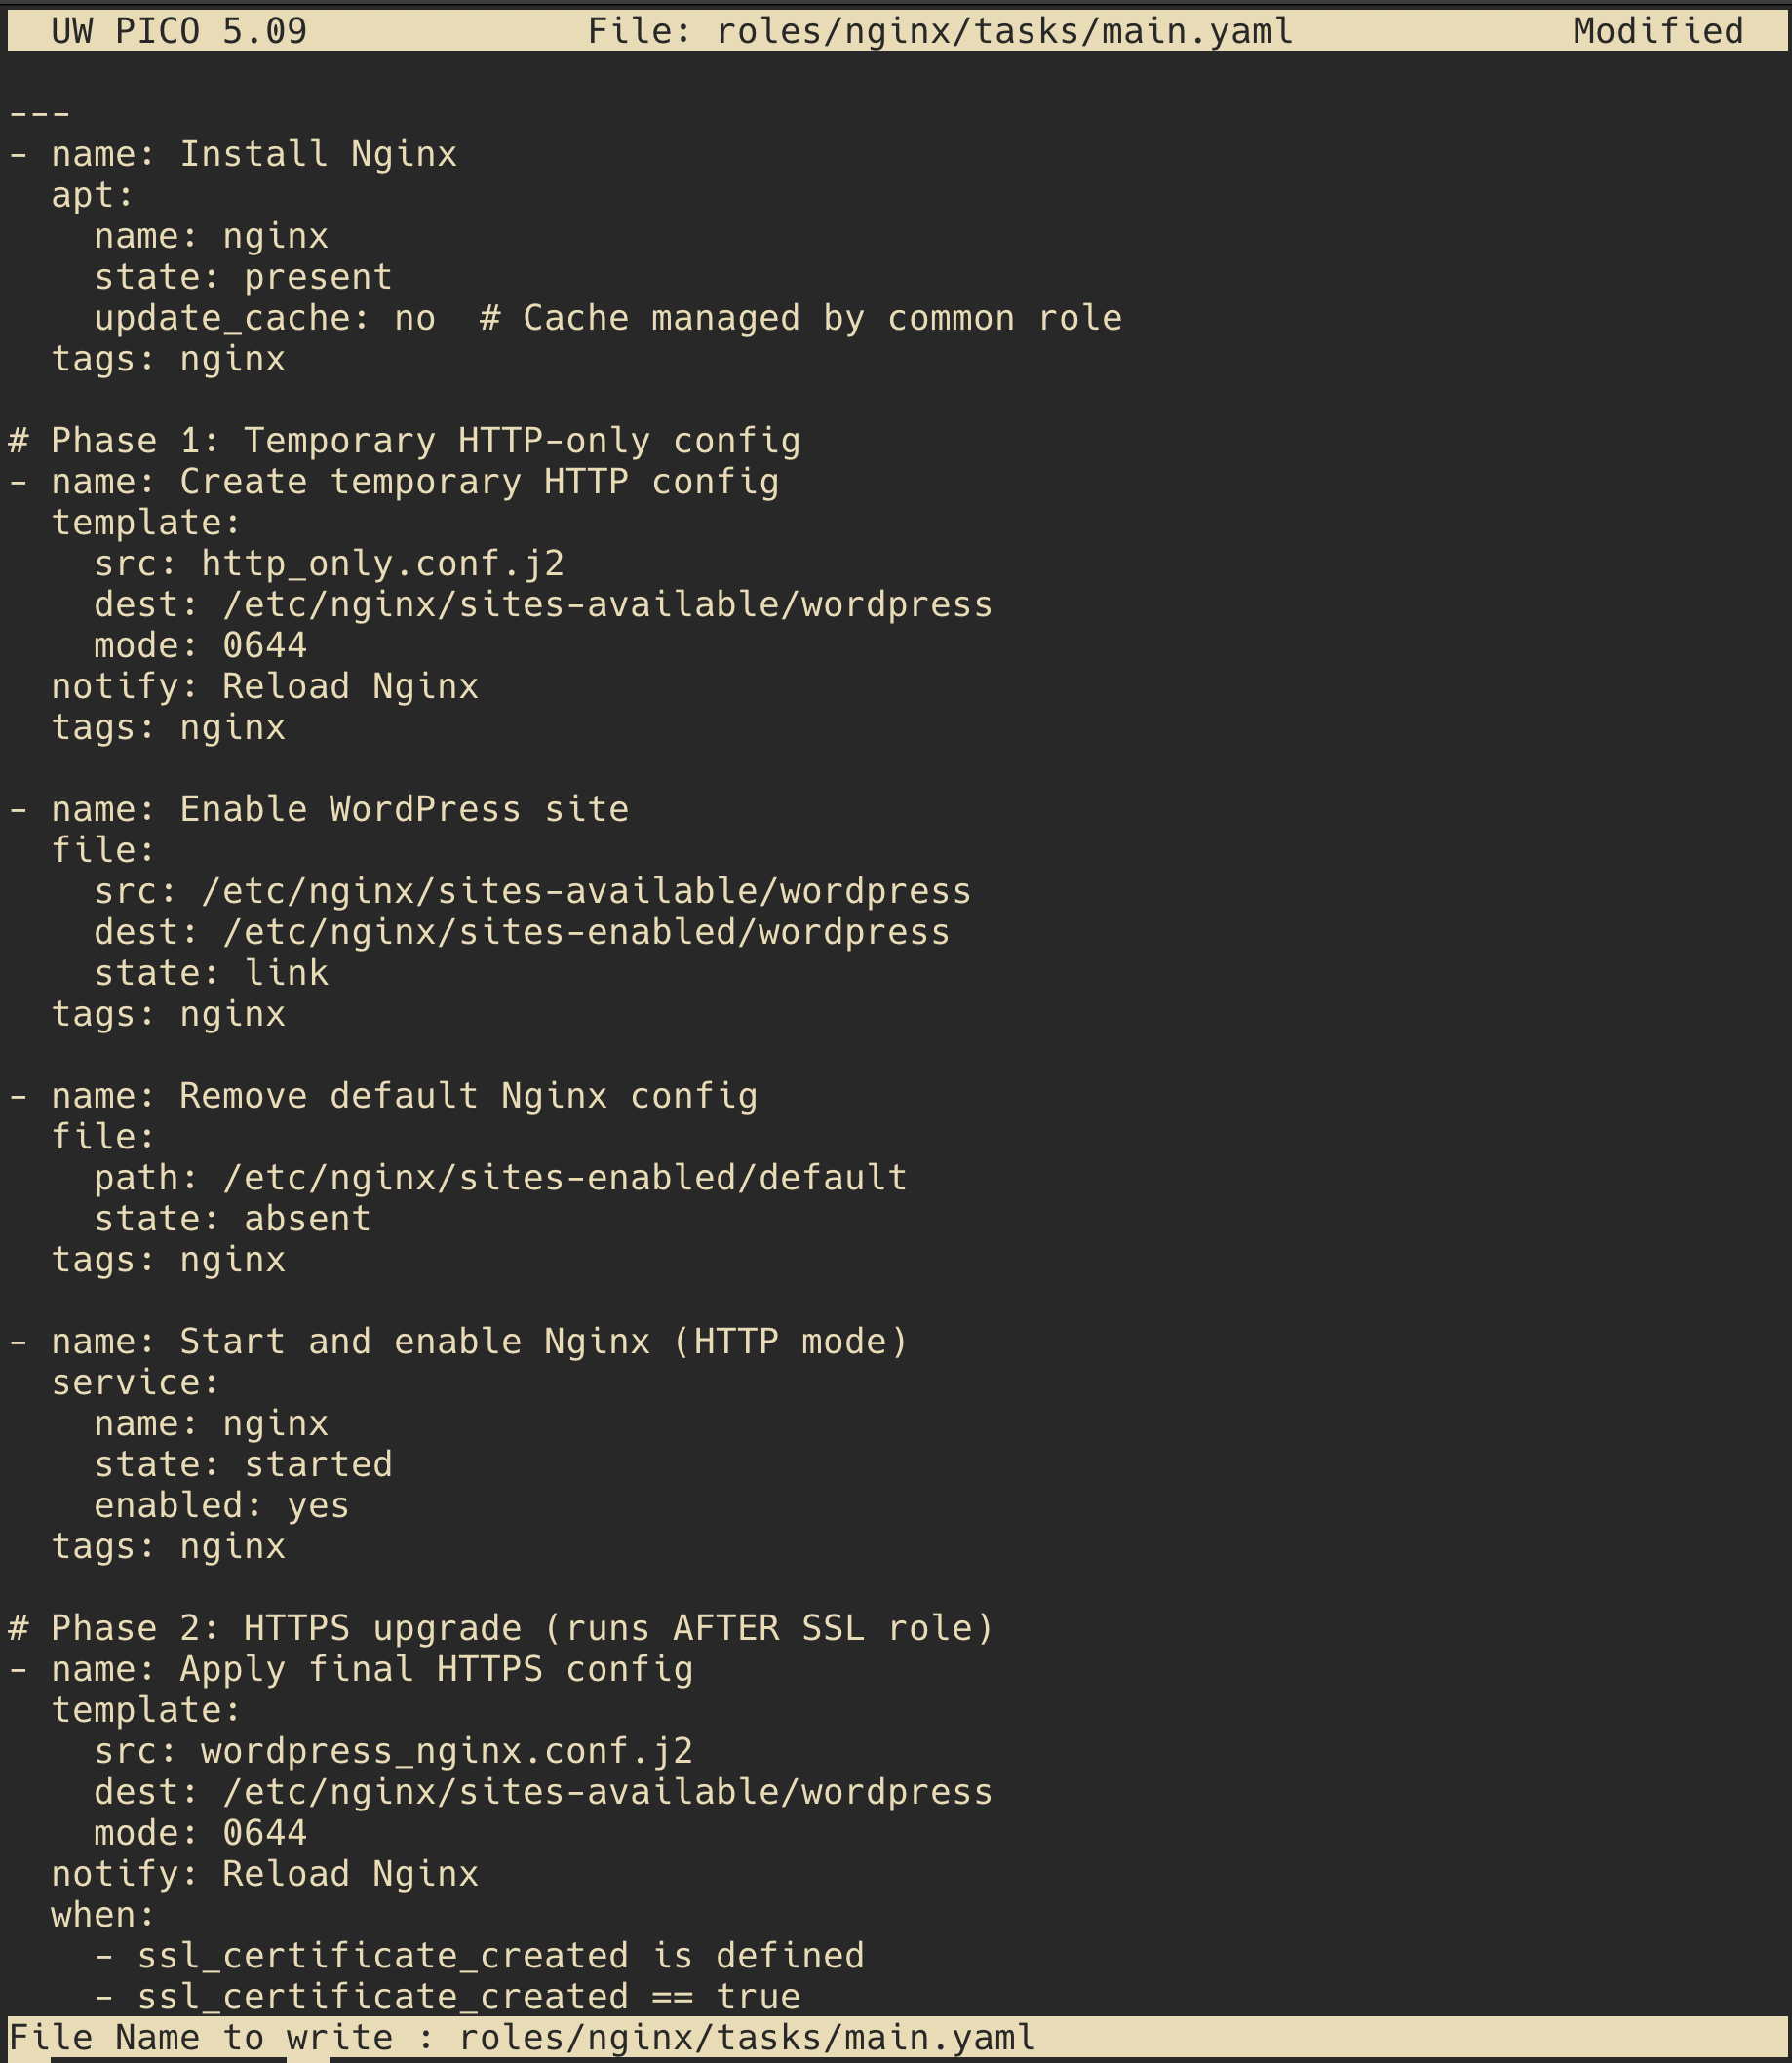 UW PICO 5.09 File: roles/nginx/tasks/main.yaml Modified
---
- name: Install Nginx
  apt:
    name: nginx
    state: present
    update_cache: no  # Cache managed by common role
  tags: nginx

# Phase 1: Temporary HTTP-only config
- name: Create temporary HTTP config
  template:
    src: http_only.conf.j2
    dest: /etc/nginx/sites-available/wordpress
    mode: 0644
  notify: Reload Nginx
  tags: nginx

- name: Enable WordPress site
  file:
    src: /etc/nginx/sites-available/wordpress
    dest: /etc/nginx/sites-enabled/wordpress
    state: link
  tags: nginx

- name: Remove default Nginx config
  file:
    path: /etc/nginx/sites-enabled/default
    state: absent
  tags: nginx

- name: Start and enable Nginx (HTTP mode)
  service:
    name: nginx
    state: started
    enabled: yes
  tags: nginx

# Phase 2: HTTPS upgrade (runs AFTER SSL role)
- name: Apply final HTTPS config
  template:
    src: wordpress_nginx.conf.j2
    dest: /etc/nginx/sites-available/wordpress
    mode: 0644
  notify: Reload Nginx
  when:
    - ssl_certificate_created is defined
    - ssl_certificate_created == true
File Name to write : roles/nginx/tasks/main.yaml